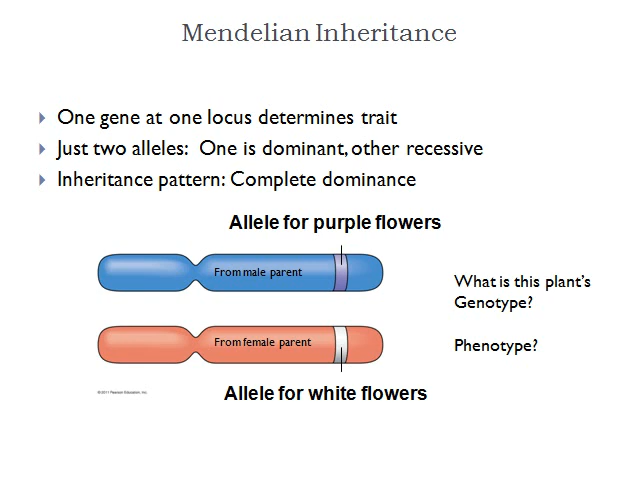 Mendelian Inheritance
One gene at one locus determines trait
Just two alleles: One is dominant, other recessive
Inheritance pattern: Complete dominance
Allele for purple flowers
From male parent
What is this plant's
Genotype?
From female parent
Phenotype?
Allele for white flowers
© 2011 Pearson Education, Inc.